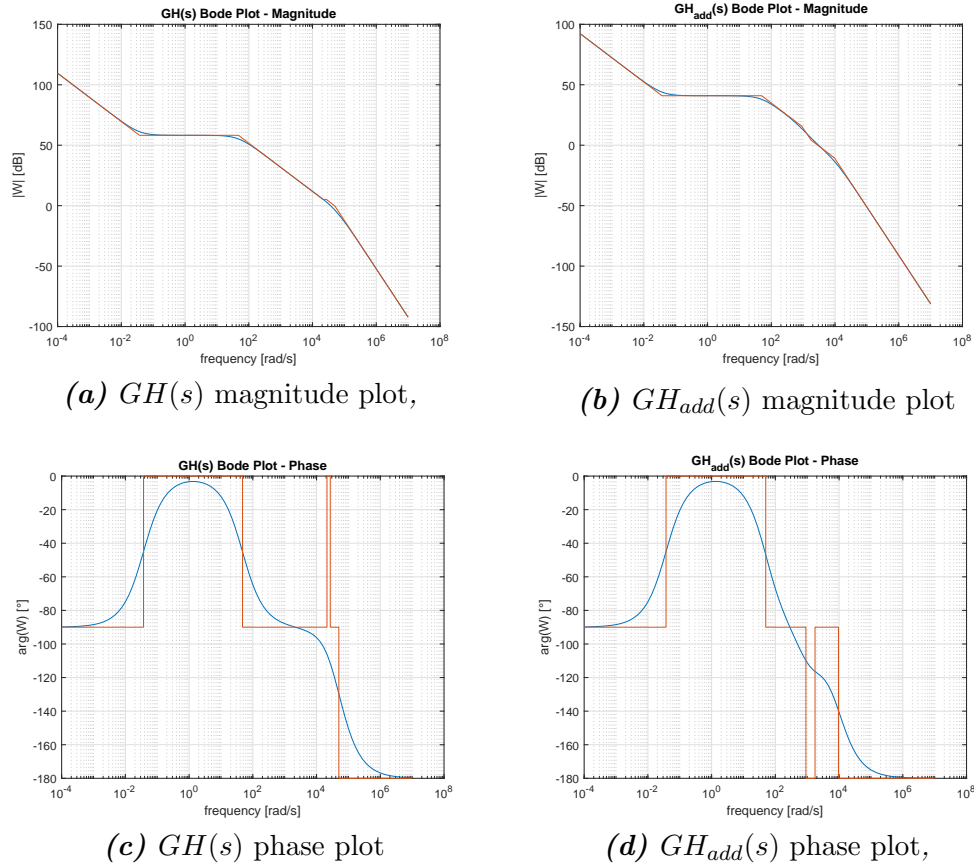 GH(s) Bode Plot - Magnitude
150
100
50
0
-50
-100
|W| [dB]
10^-4 10^-2 10^0 10^2 10^4 10^6 10^8
frequency [rad/s]
(a) GH(s) magnitude plot,
GH_add(s) Bode Plot - Magnitude
100
50
0
-50
-100
-150
|W| [dB]
10^-4 10^-2 10^0 10^2 10^4 10^6 10^8
frequency [rad/s]
(b) GH_add(s) magnitude plot
GH(s) Bode Plot - Phase
0
-20
-40
-60
-80
-100
-120
-140
-160
-180
arg(W) [°]
10^-4 10^-2 10^0 10^2 10^4 10^6 10^8
frequency [rad/s]
(c) GH(s) phase plot
GH_add(s) Bode Plot - Phase
0
-20
-40
-60
-80
-100
-120
-140
-160
-180
arg(W) [°]
10^-4 10^-2 10^0 10^2 10^4 10^6 10^8
frequency [rad/s]
(d) GH_add(s) phase plot,